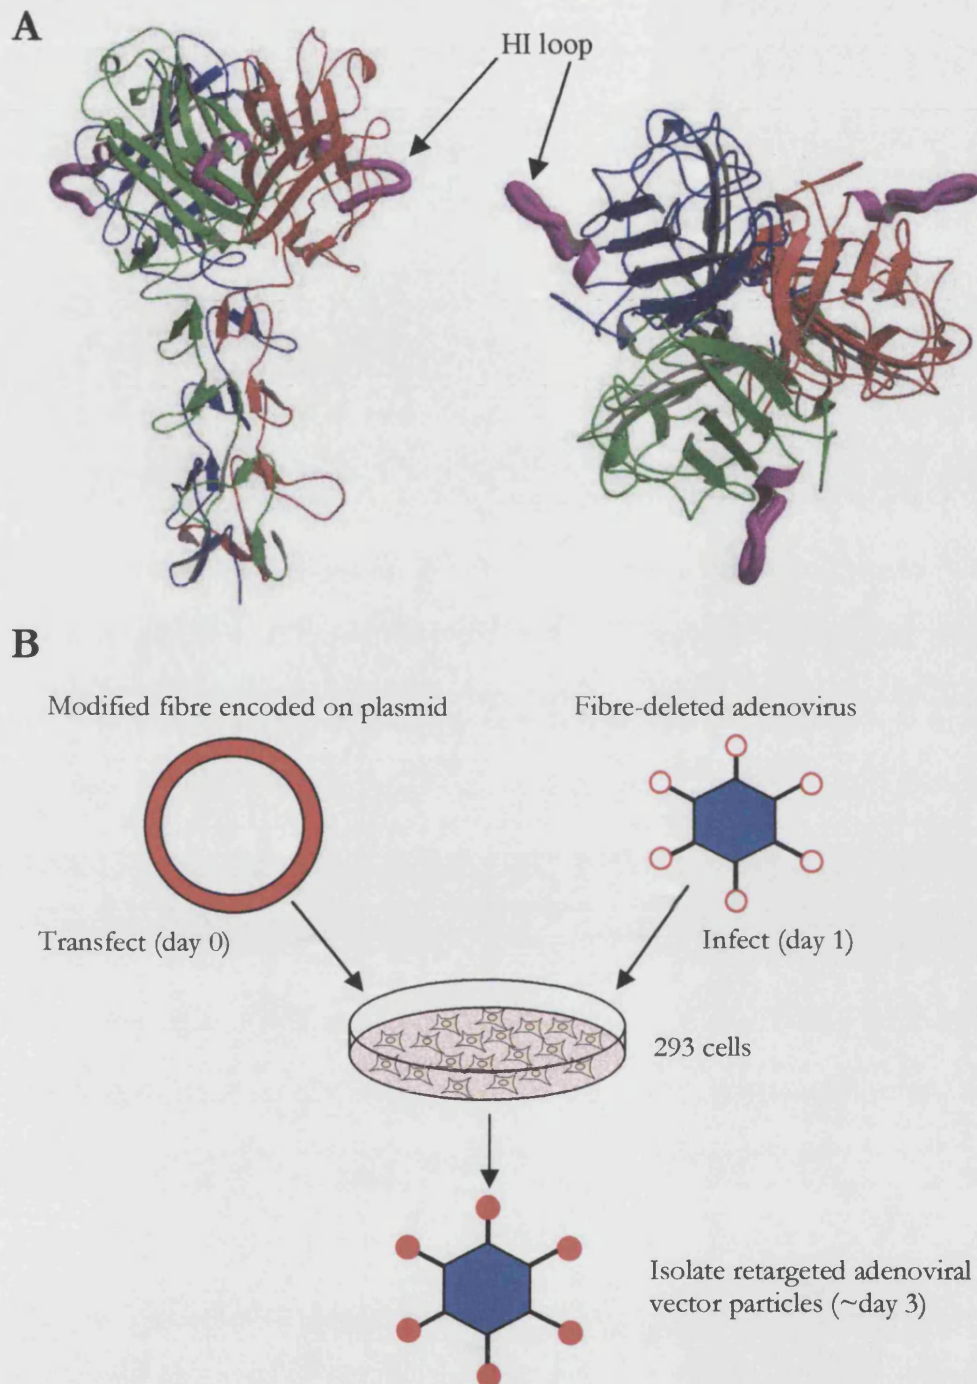 A
HI loop
B
Modified fibre encoded on plasmid
Fibre-deleted adenovirus
Transfect (day 0)
Infect (day 1)
293 cells
Isolate retargeted adenoviral
vector particles (~day 3)